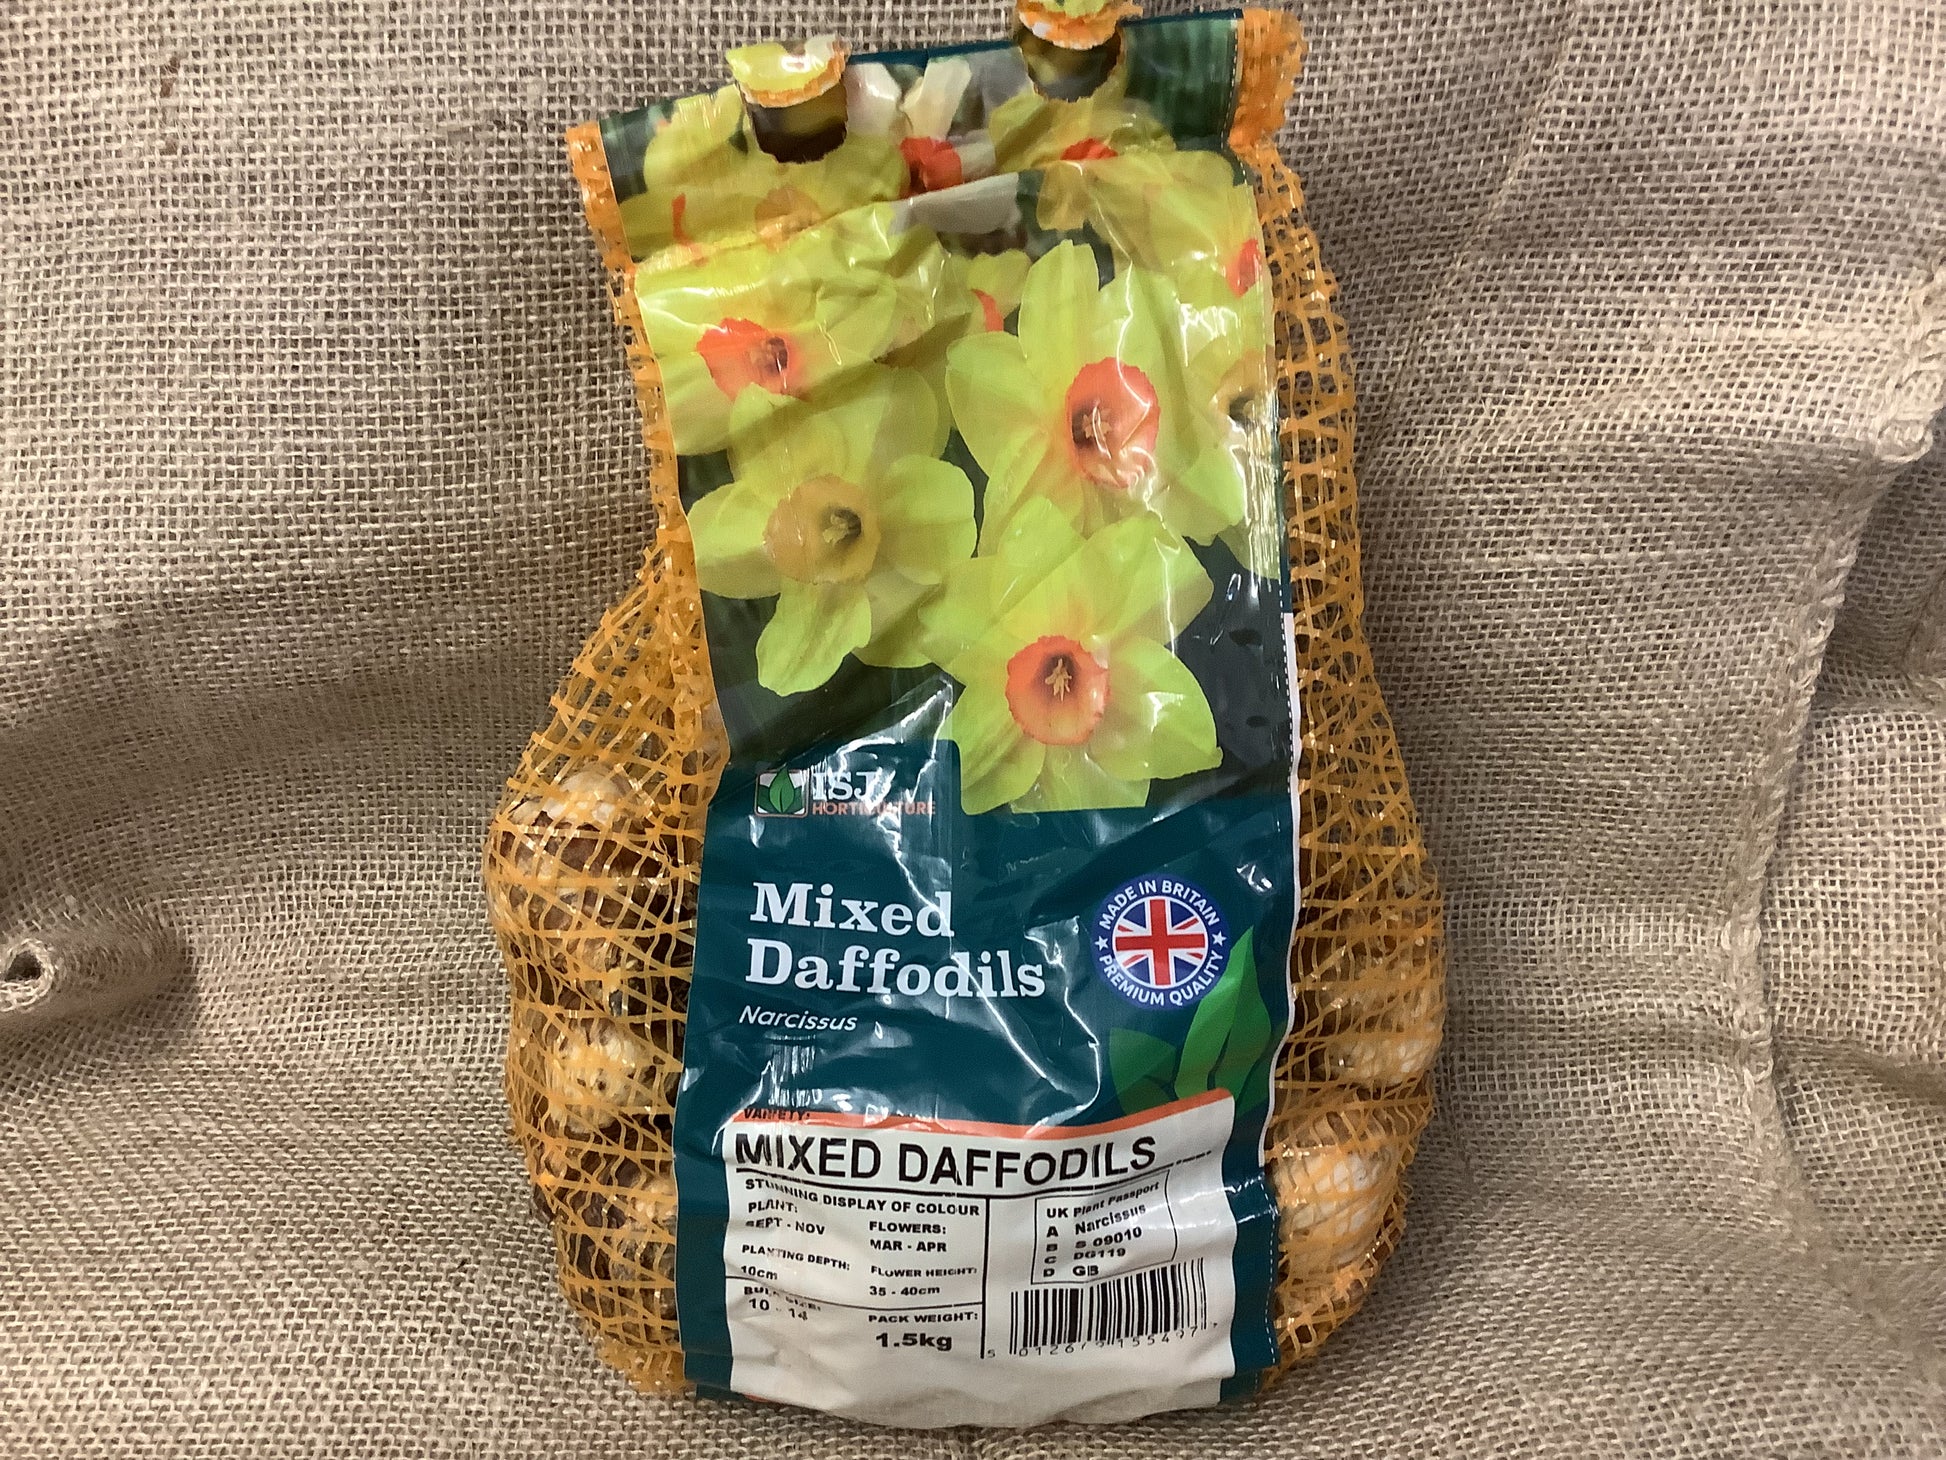 ISJ
HORTICULTURE
Mixed
Daffodils
Narcissus
MADE IN BRITAIN
PREMIUM QUALITY
VARIETY:
MIXED DAFFODILS
STUNNING DISPLAY OF COLOUR
PLANT:
SEPT - NOV
FLOWERS:
MAR - APR
PLANTING DEPTH:
10cm
FLOWER HEIGHT:
35 - 40cm
BULB SIZE:
10 - 14
PACK WEIGHT:
1.5kg
UK Plant Passport
A Narcissus
B S 09010
C DG119
D GB